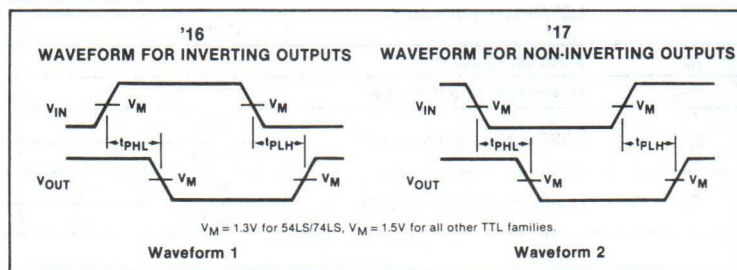 '16
WAVEFORM FOR INVERTING OUTPUTS
VIN
VM
VM
tPHL
tPLH
VOUT
VM
VM
'17
WAVEFORM FOR NON-INVERTING OUTPUTS
VIN
VM
VM
tPHL
tPLH
VOUT
VM
VM
VM = 1.3V for 54LS/74LS, VM = 1.5V for all other TTL families.
Waveform 1
Waveform 2